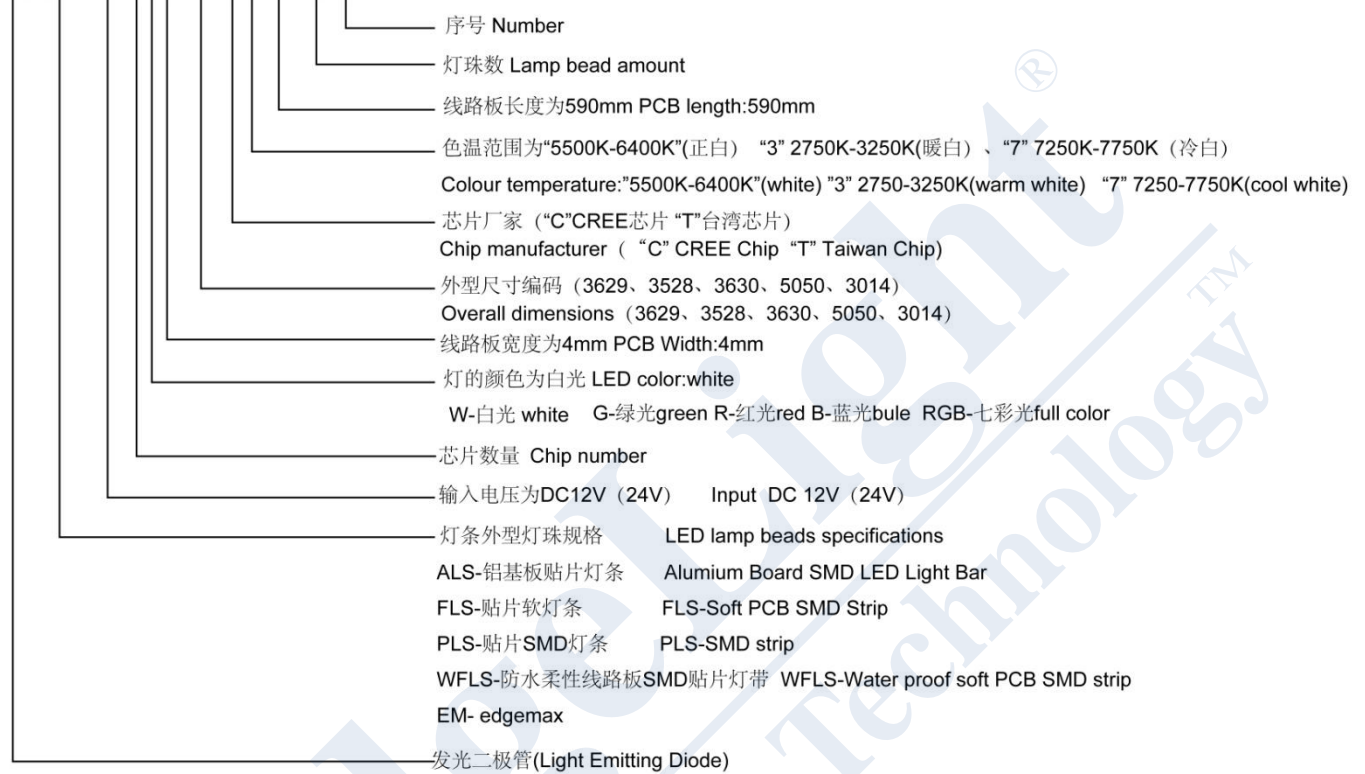 序号 Number
灯珠数 Lamp bead amount
线路板长度为590mm PCB length:590mm
色温范围为“5500K-6400K”(正白) “3” 2750K-3250K(暖白)、“7” 7250K-7750K(冷白)
Colour temperature:”5500K-6400K”(white) ”3” 2750-3250K(warm white) “7” 7250-7750K(cool white)
芯片厂家(“C”CREE芯片 “T”台湾芯片)
Chip manufacturer( “C” CREE Chip “T” Taiwan Chip)
外型尺寸编码(3629、3528、3630、5050、3014)
Overall dimensions(3629、3528、3630、5050、3014)
线路板宽度为4mm PCB Width:4mm
灯的颜色为白光 LED color:white
W-白光 white G-绿光green R-红光red B-蓝光bule RGB-七彩光full color
芯片数量 Chip number
输入电压为DC12V(24V) Input DC 12V(24V)
灯条外型灯珠规格 LED lamp beads specifications
ALS-铝基板贴片灯条 Alumium Board SMD LED Light Bar
FLS-贴片软灯条 FLS-Soft PCB SMD Strip
PLS-贴片SMD灯条 PLS-SMD strip
WFLS-防水柔性线路板SMD贴片灯带 WFLS-Water proof soft PCB SMD strip
EM- edgemax
发光二极管(Light Emitting Diode)
geLight ®
Technology TM